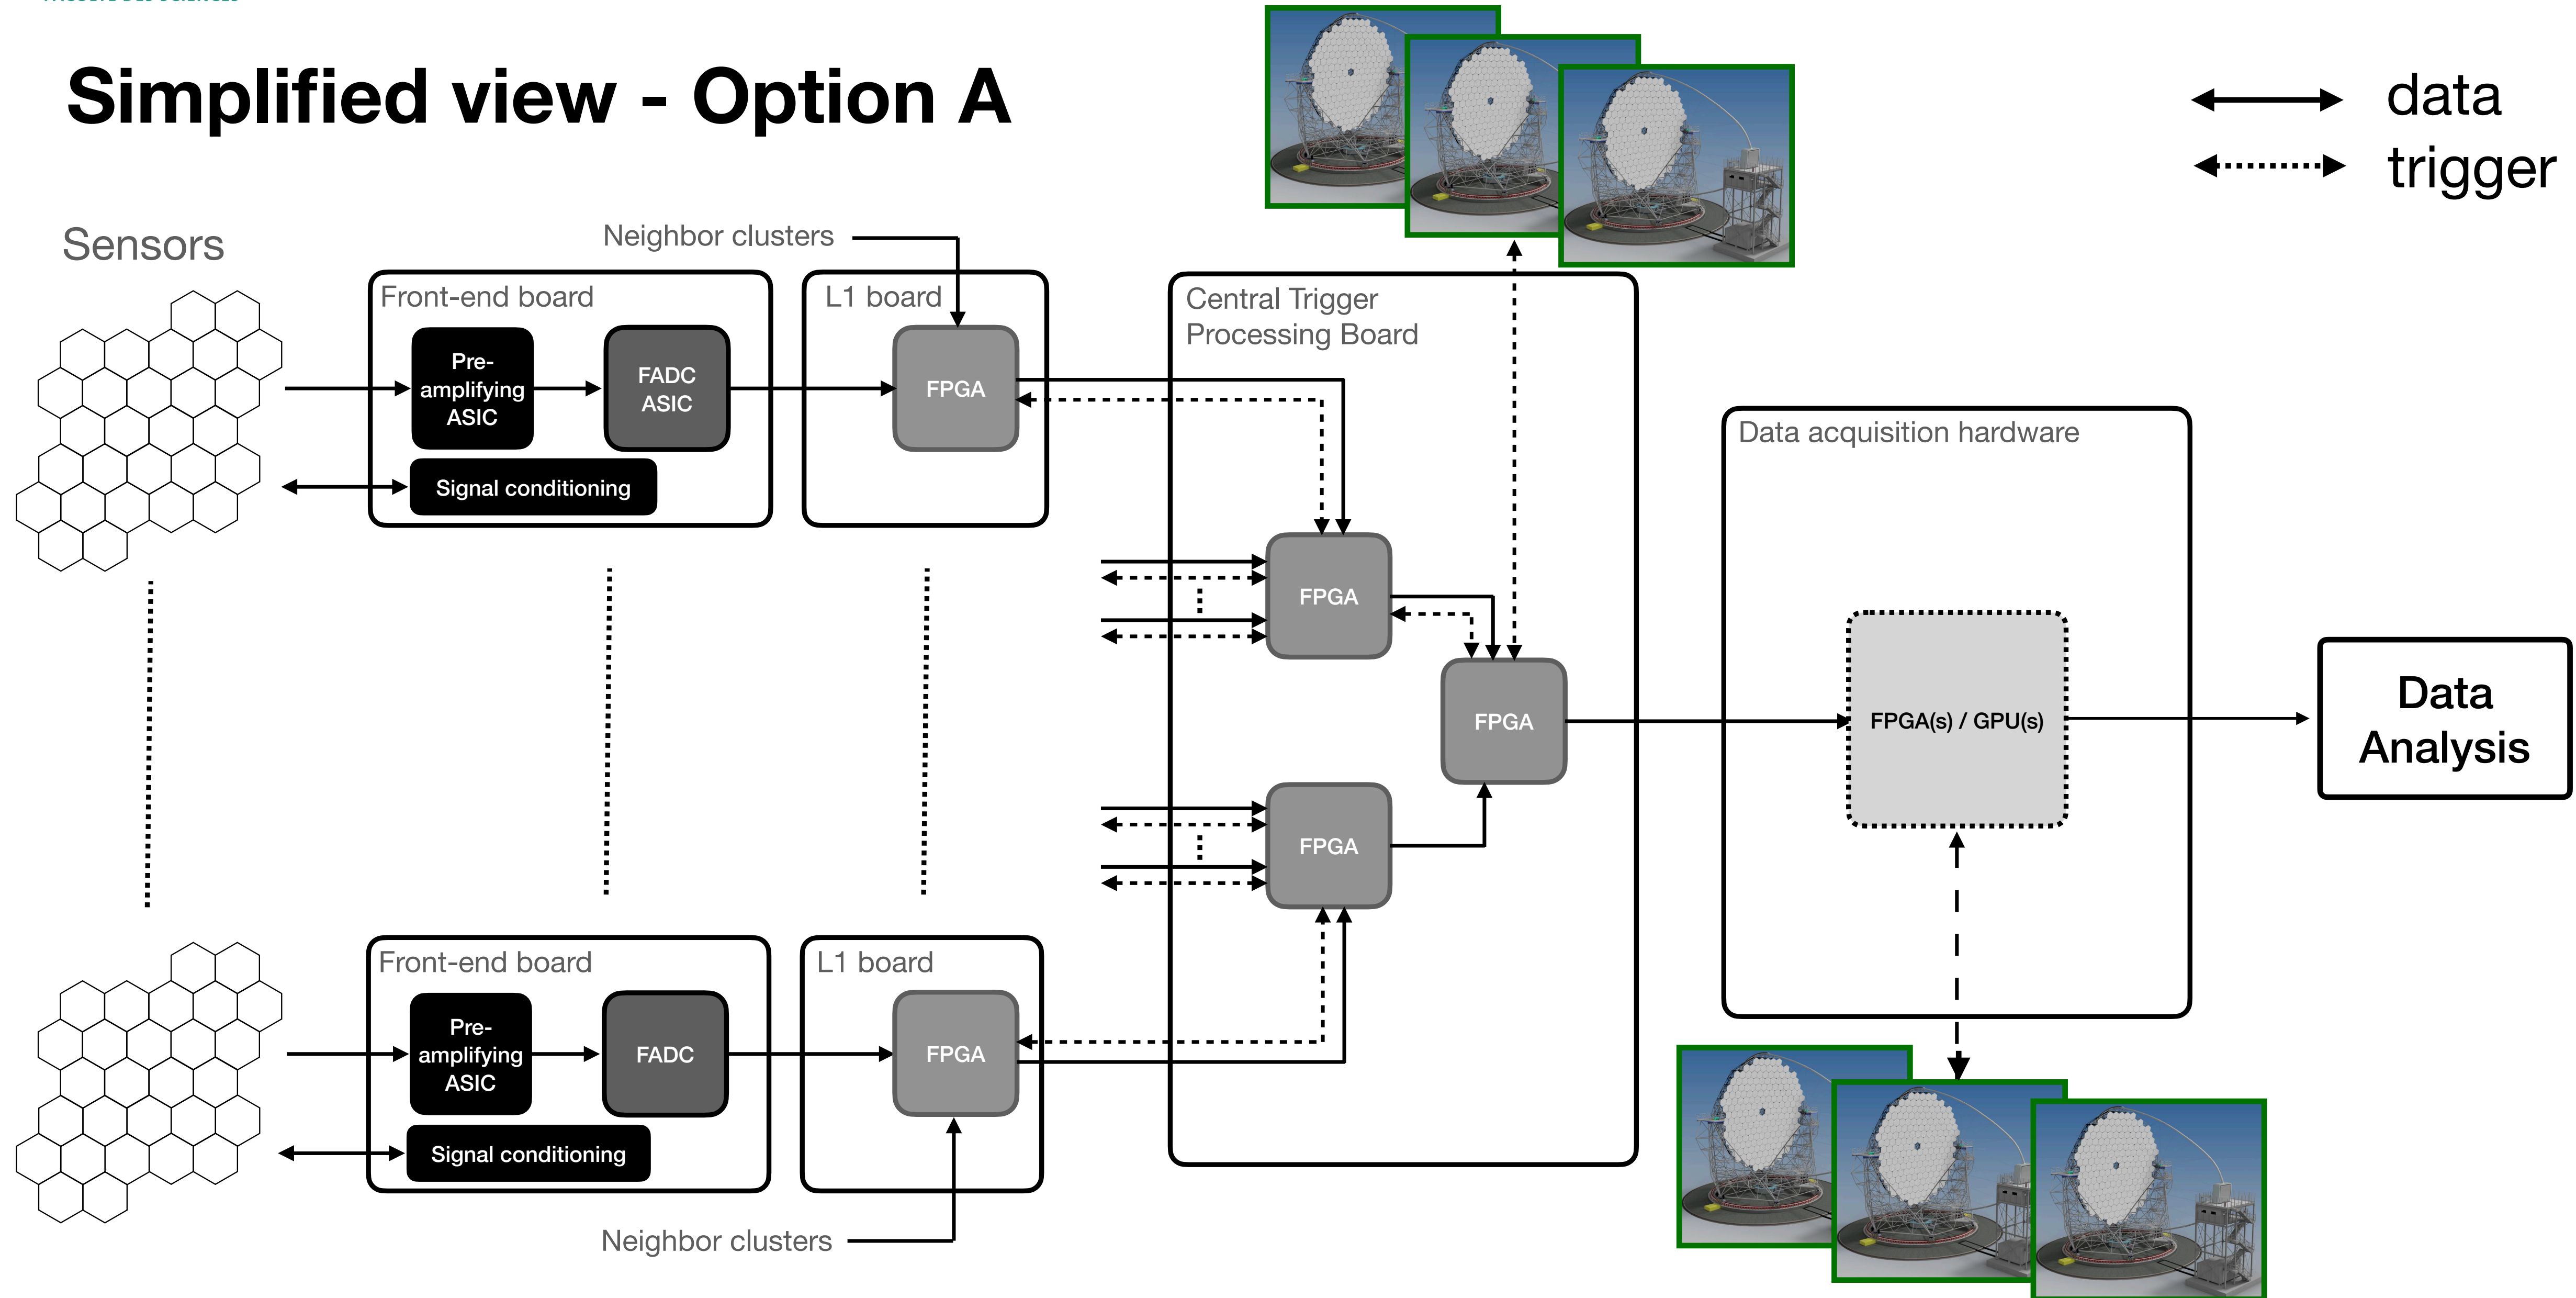 Simplified view - Option A
data
trigger
Sensors
Neighbor clusters
Front-end board
L1 board
Central Trigger
Processing Board
Pre-
amplifying
ASIC
FADC
ASIC
FPGA
Signal conditioning
Data acquisition hardware
FPGA
FPGA
FPGA(s) / GPU(s)
Data
Analysis
FPGA
Front-end board
L1 board
Pre-
amplifying
ASIC
FADC
FPGA
Signal conditioning
Neighbor clusters